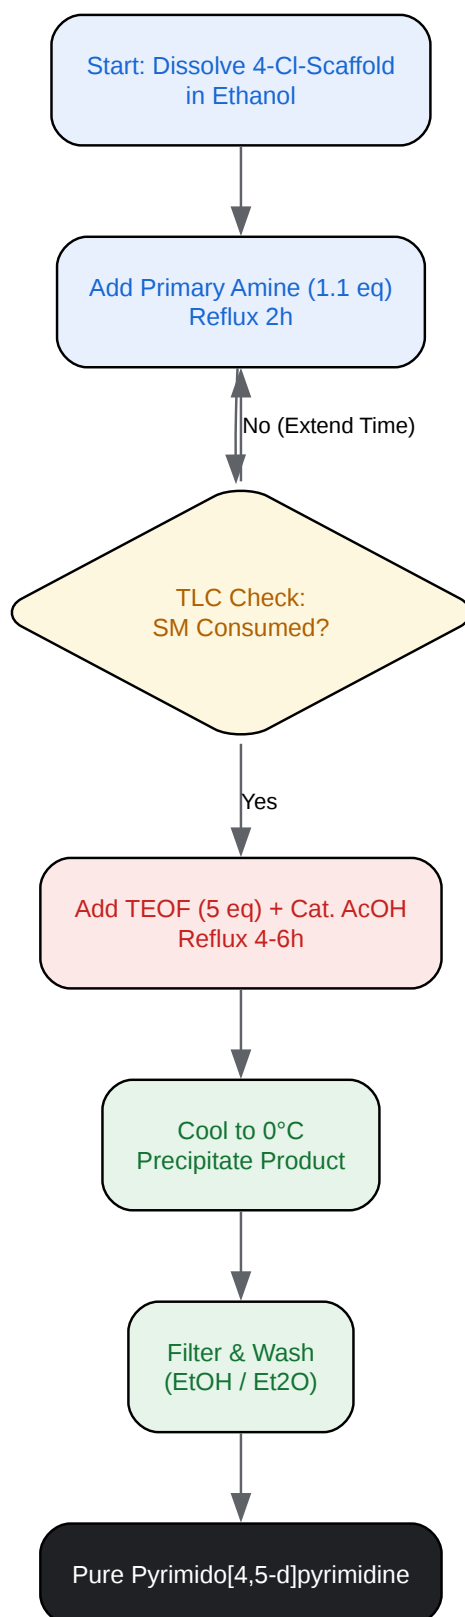 Start: Dissolve 4-Cl-Scaffold
in Ethanol
Add Primary Amine (1.1 eq)
Reflux 2h
No (Extend Time)
TLC Check:
SM Consumed?
Yes
Add TEOF (5 eq) + Cat. AcOH
Reflux 4-6h
Cool to 0°C
Precipitate Product
Filter & Wash
(EtOH / Et2O)
Pure Pyrimido[4,5-d]pyrimidine